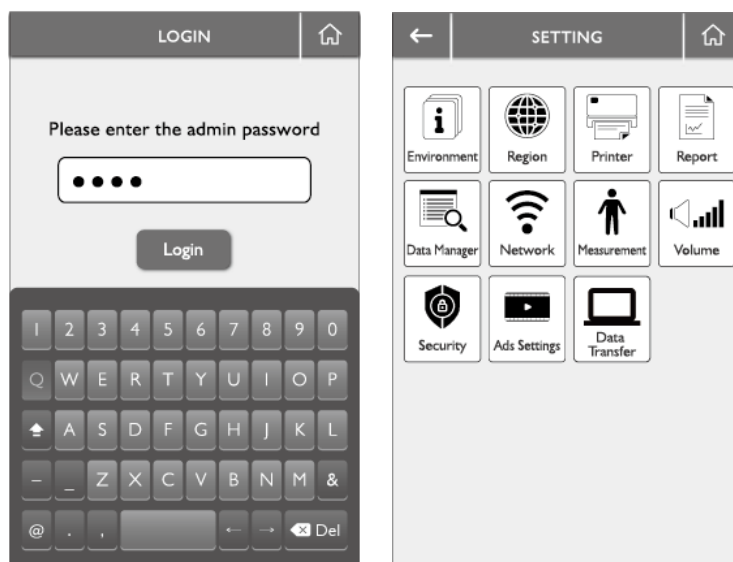 LOGIN
Please enter the admin password
Login
1 2 3 4 5 6 7 8 9 0
Q W E R T Y U I O P
A S D F G H J K L
– _ Z X C V B N M &
@ . , ← → Del
← SETTING
Environment Region Printer Report
Data Manager Network Measurement Volume
Security Ads Settings Data
Transfer